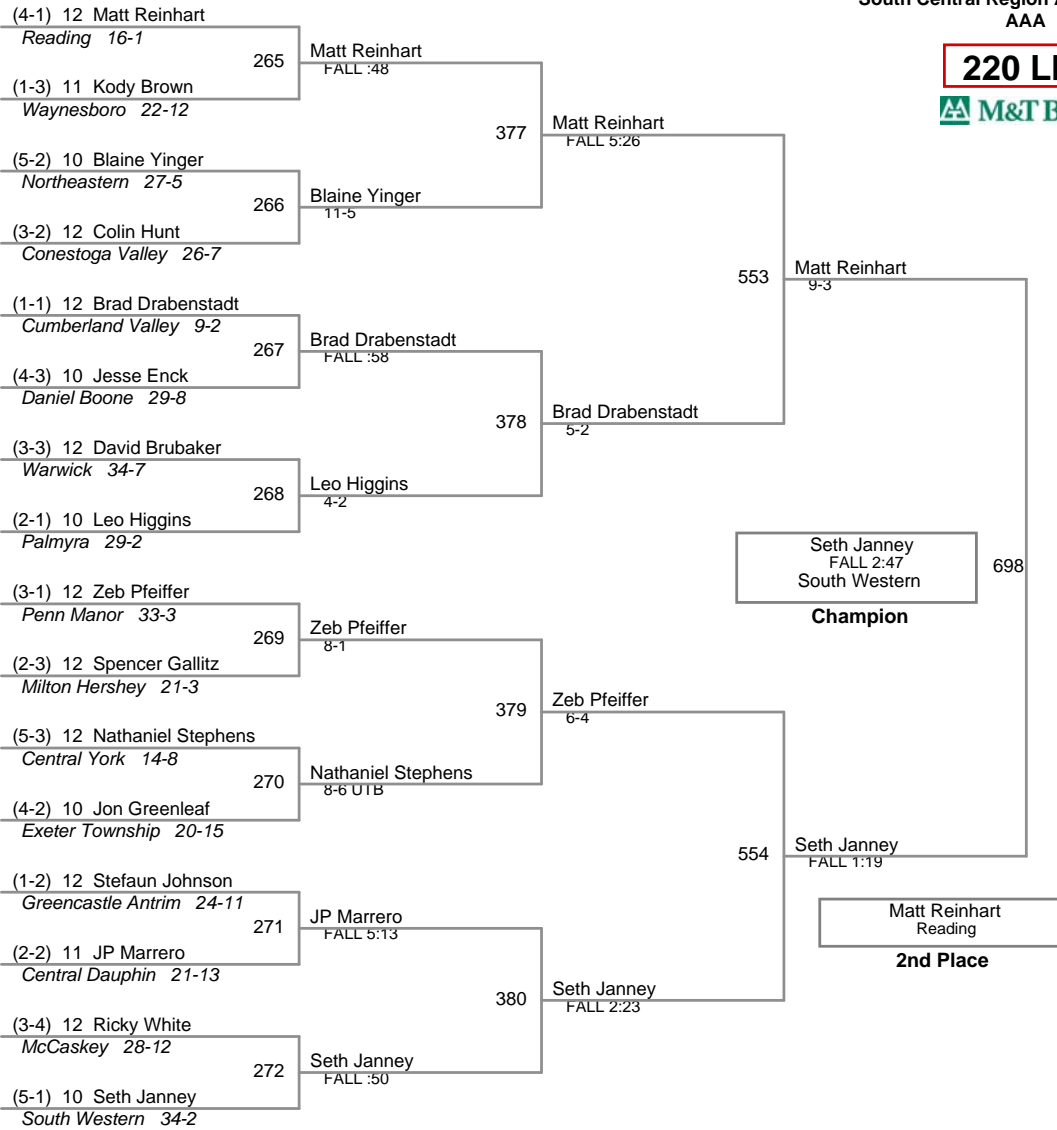 South Central Region
AAA
220
M&T
(4-1) 12 Matt Reinhart
Reading 16-1
265
Matt Reinhart
FALL :48
(1-3) 11 Kody Brown
Waynesboro 22-12
377
Matt Reinhart
FALL 5:26
(5-2) 10 Blaine Yinger
Northeastern 27-5
266
Blaine Yinger
11-5
(3-2) 12 Colin Hunt
Conestoga Valley 26-7
553
Matt Reinhart
9-3
(1-1) 12 Brad Drabenstadt
Cumberland Valley 9-2
267
Brad Drabenstadt
FALL :58
(4-3) 10 Jesse Enck
Daniel Boone 29-8
378
Brad Drabenstadt
5-2
(3-3) 12 David Brubaker
Warwick 34-7
268
Leo Higgins
4-2
(2-1) 10 Leo Higgins
Palmyra 29-2
Seth Janney
FALL 2:47
South Western
698
Champion
(3-1) 12 Zeb Pfeiffer
Penn Manor 33-3
269
Zeb Pfeiffer
8-1
(2-3) 12 Spencer Gallitz
Milton Hershey 21-3
379
Zeb Pfeiffer
6-4
(5-3) 12 Nathaniel Stephens
Central York 14-8
270
Nathaniel Stephens
8-6 UTB
(4-2) 10 Jon Greenleaf
Exeter Township 20-15
554
Seth Janney
FALL 1:19
(1-2) 12 Stefaun Johnson
Greencastle Antrim 24-11
271
JP Marrero
FALL 5:13
Matt Reinhart
Reading
2nd Place
(2-2) 11 JP Marrero
Central Dauphin 21-13
380
Seth Janney
FALL 2:23
(3-4) 12 Ricky White
McCaskey 28-12
272
Seth Janney
FALL :50
(5-1) 10 Seth Janney
South Western 34-2